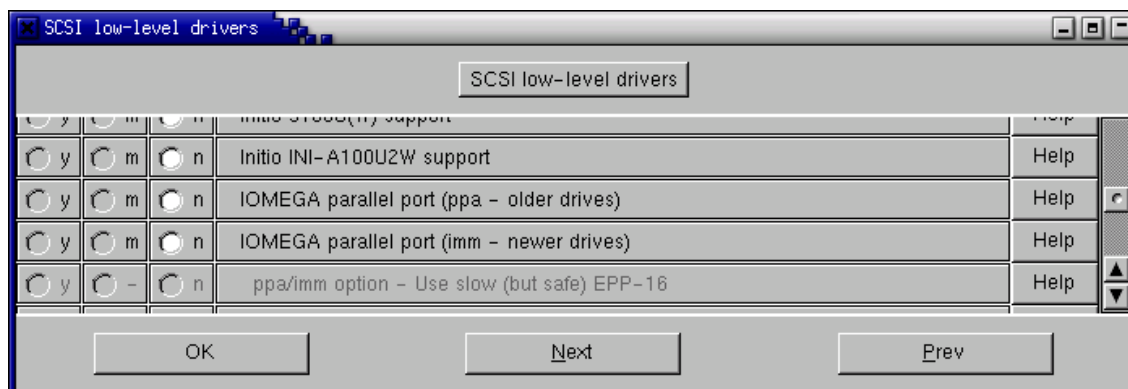 SCSI low-level drivers
SCSI low-level drivers
y m n support
y m n Initio INI-A100U2W support Help
y m n IOMEGA parallel port (ppa - older drives) Help
y m n IOMEGA parallel port (imm - newer drives) Help
y - n ppa/imm option - Use slow (but safe) EPP-16 Help
OK Next Prev